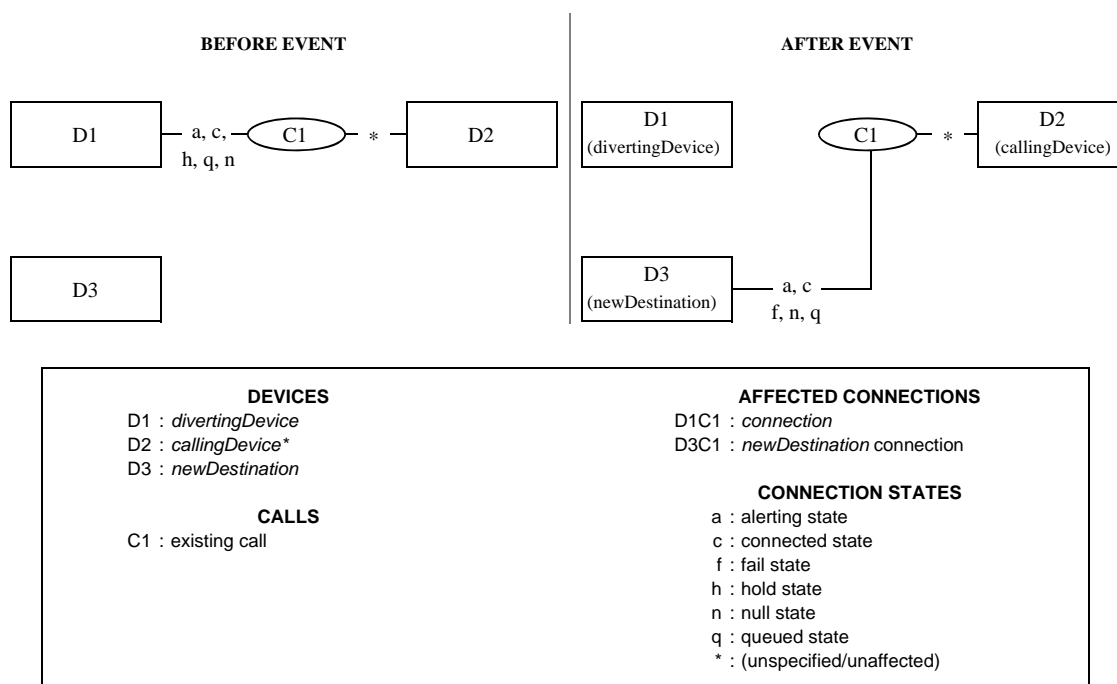 BEFORE EVENT
D1
a, c,
h, q, n
C1
*
D2
D3
AFTER EVENT
D1
(divertingDevice)
C1
*
D2
(callingDevice)
D3
(newDestination)
a, c
f, n, q
DEVICES
D1 : divertingDevice
D2 : callingDevice*
D3 : newDestination
CALLS
C1 : existing call
AFFECTED CONNECTIONS
D1C1 : connection
D3C1 : newDestination connection
CONNECTION STATES
a : alerting state
c : connected state
f : fail state
h : hold state
n : null state
q : queued state
* : (unspecified/unaffected)